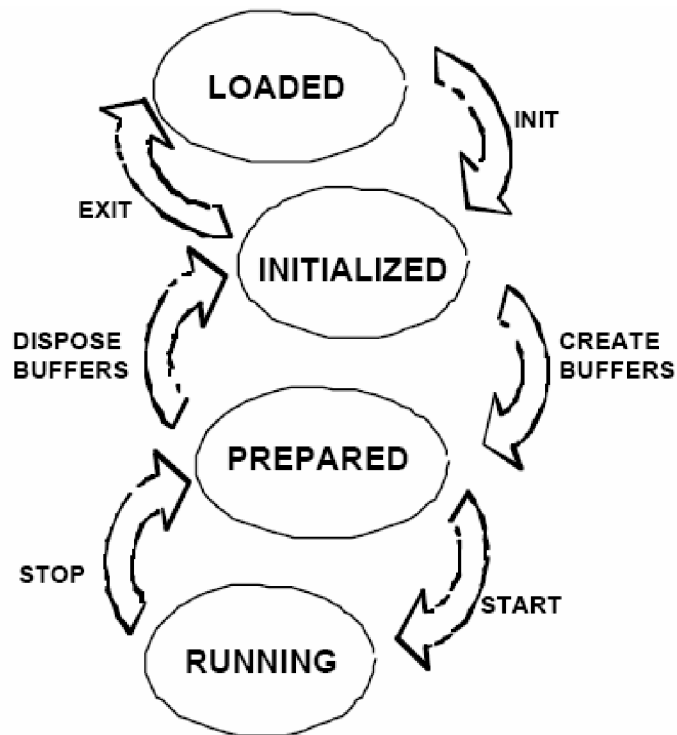 LOADED
INIT
EXIT
INITIALIZED
DISPOSE
BUFFERS
CREATE
BUFFERS
PREPARED
STOP
START
RUNNING